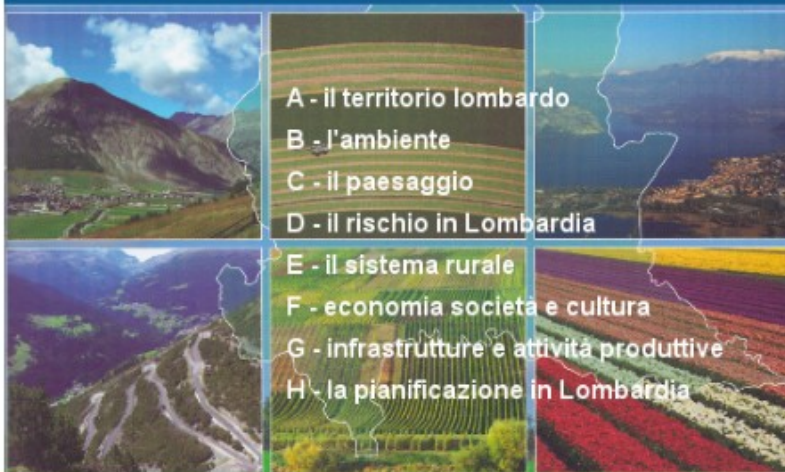 A - il territorio lombardo
B - l'ambiente
C - il paesaggio
D - il rischio in Lombardia
E - il sistema rurale
F - economia società e cultura
G - infrastrutture e attività produttive
H - la pianificazione in Lombardia